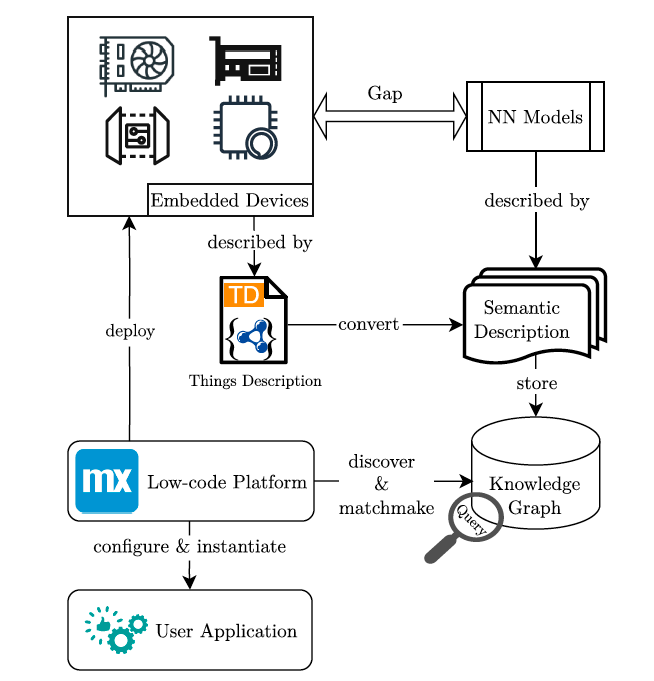 Gap
NN Models
Embedded Devices
described by
described by
TD
Semantic
Description
convert
deploy
Things Description
store
mx
Low-code Platform
discover
&
matchmake
Knowledge
Graph
Query
configure & instantiate
User Application